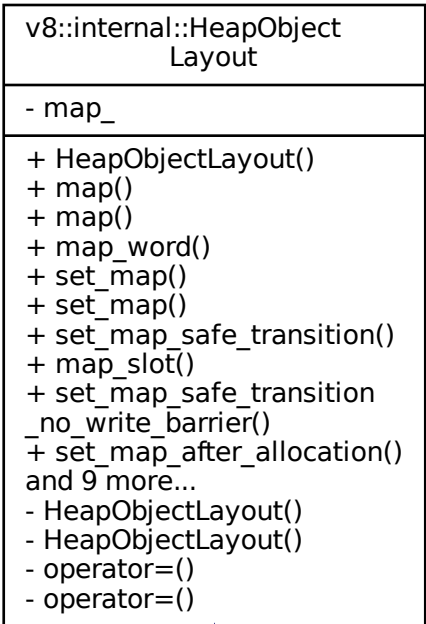 v8::internal::HeapObject
Layout
- map_
+ HeapObjectLayout()
+ map()
+ map()
+ map_word()
+ set_map()
+ set_map()
+ set_map_safe_transition()
+ map_slot()
+ set_map_safe_transition
_no_write_barrier()
+ set_map_after_allocation()
and 9 more...
- HeapObjectLayout()
- HeapObjectLayout()
- operator=()
- operator=()